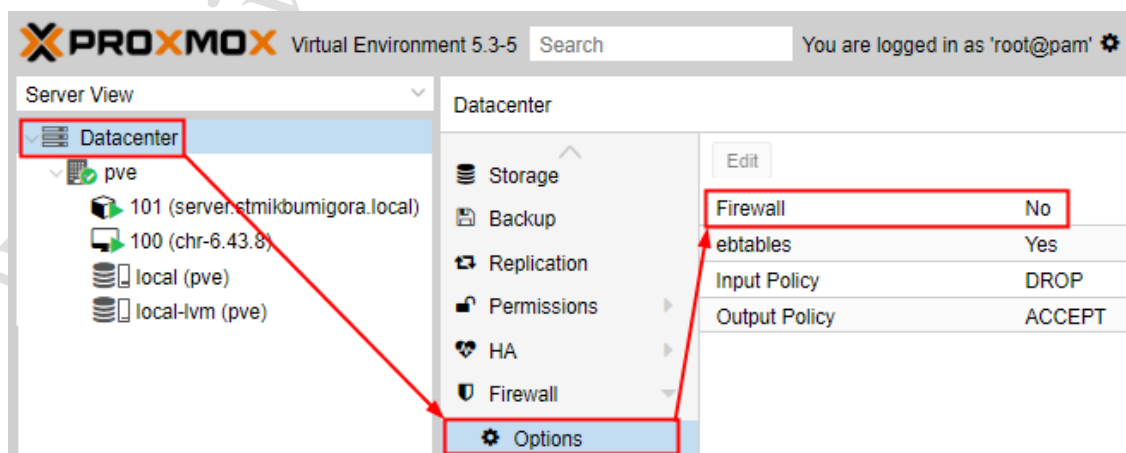 PROXMOX Virtual Environment 5.3-5 Search You are logged in as 'root@pam'
Server View
Datacenter
pve
101 (server.stmikbumigora.local)
100 (chr-6.43.8)
local (pve)
local-lvm (pve)
Datacenter
Storage
Backup
Replication
Permissions
HA
Firewall
Options
Edit
Firewall No
ebtables Yes
Input Policy DROP
Output Policy ACCEPT